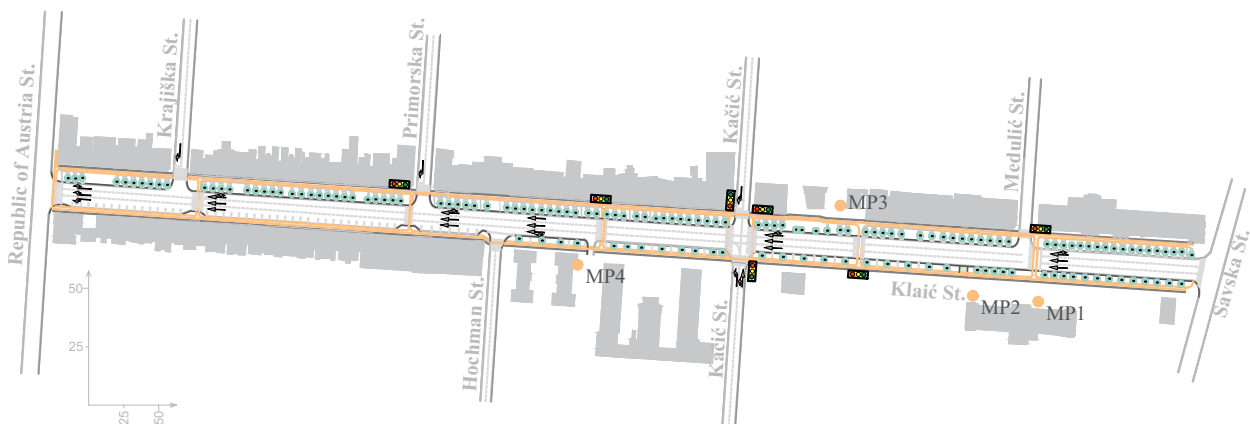 Republic of Austria St.
Krajiška St.
Primorska St.
Kačić St.
Medulić St.
MP3
MP4
Klaić St.
MP2
MP1
Savska St.
Hochman St.
Kačić St.
50
25
25
50